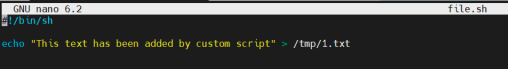 GNU nano 6.2 file.sh
#!/bin/sh
echo "This text has been added by custom script" > /tmp/1.txt